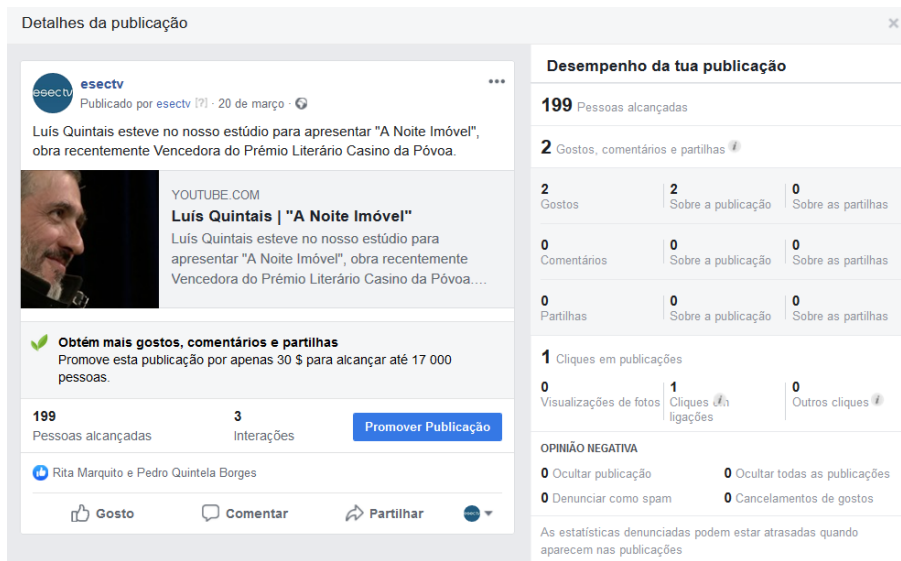 Detalhes da publicação
×
esectv
esectv
Publicado por esectv [?] · 20 de março ·
Luís Quintais esteve no nosso estúdio para apresentar "A Noite Imóvel",
obra recentemente Vencedora do Prémio Literário Casino da Póvoa.
YOUTUBE.COM
Luís Quintais | "A Noite Imóvel"
Luís Quintais esteve no nosso estúdio para
apresentar "A Noite Imóvel", obra recentemente
Vencedora do Prémio Literário Casino da Póvoa....
Obtém mais gostos, comentários e partilhas
Promove esta publicação por apenas 30 $ para alcançar até 17 000
pessoas.
199 3
Pessoas alcançadas Interações
Promover Publicação
Rita Marquito e Pedro Quintela Borges
Gosto Comentar Partilhar
Desempenho da tua publicação
199 Pessoas alcançadas
2 Gostos, comentários e partilhas i
2 2 0
Gostos Sobre a publicação Sobre as partilhas
0 0 0
Comentários Sobre a publicação Sobre as partilhas
0 0 0
Partilhas Sobre a publicação Sobre as partilhas
1 Cliques em publicações
0 1 0
Visualizações de fotos Cliques em Outros cliques i
ligações
OPINIÃO NEGATIVA
0 Ocultar publicação 0 Ocultar todas as publicações
0 Denunciar como spam 0 Cancelamentos de gostos
As estatísticas denunciadas podem estar atrasadas quando
aparecem nas publicações